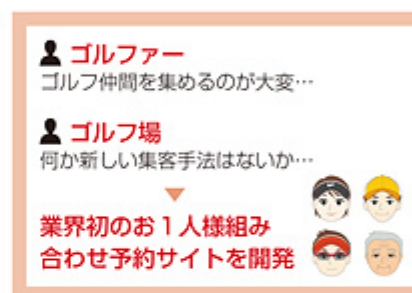 ゴルファー
ゴルフ仲間を集めるのが大変…
ゴルフ場
何か新しい集客手法はないか…
業界初のお1人様組み
合わせ予約サイトを開発